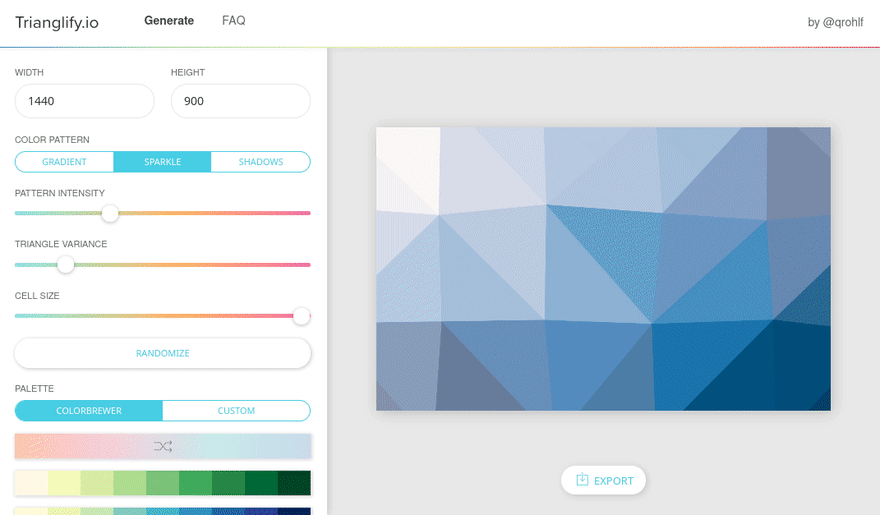 Trianglify.io Generate FAQ by @qrohlf
WIDTH HEIGHT
1440 900
COLOR PATTERN
GRADIENT SPARKLE SHADOWS
PATTERN INTENSITY
TRIANGLE VARIANCE
CELL SIZE
RANDOMIZE
PALETTE
COLORBREWER CUSTOM
EXPORT